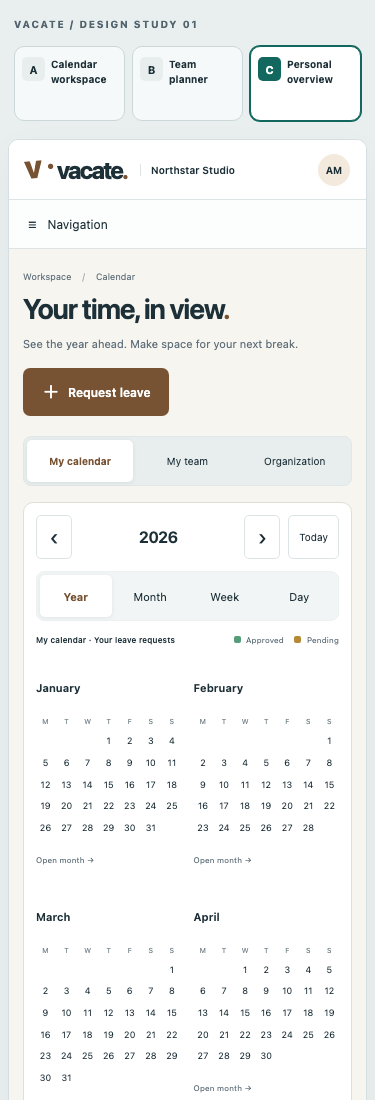 VACATE / DESIGN STUDY 01
A Calendar workspace
B Team planner
C Personal overview
V vacate. Northstar Studio AM
≡ Navigation
Workspace / Calendar
Your time, in view.
See the year ahead. Make space for your next break.
+ Request leave
My calendar My team Organization
‹ 2026 › Today
Year Month Week Day
My calendar · Your leave requests Approved Pending
January
M T W T F S S
1 2 3 4
5 6 7 8 9 10 11
12 13 14 15 16 17 18
19 20 21 22 23 24 25
26 27 28 29 30 31
Open month →
February
M T W T F S S
1
2 3 4 5 6 7 8
9 10 11 12 13 14 15
16 17 18 19 20 21 22
23 24 25 26 27 28
Open month →
March
M T W T F S S
1
2 3 4 5 6 7 8
9 10 11 12 13 14 15
16 17 18 19 20 21 22
23 24 25 26 27 28 29
30 31
April
M T W T F S S
1 2 3 4 5
6 7 8 9 10 11 12
13 14 15 16 17 18 19
20 21 22 23 24 25 26
27 28 29 30
Open month →